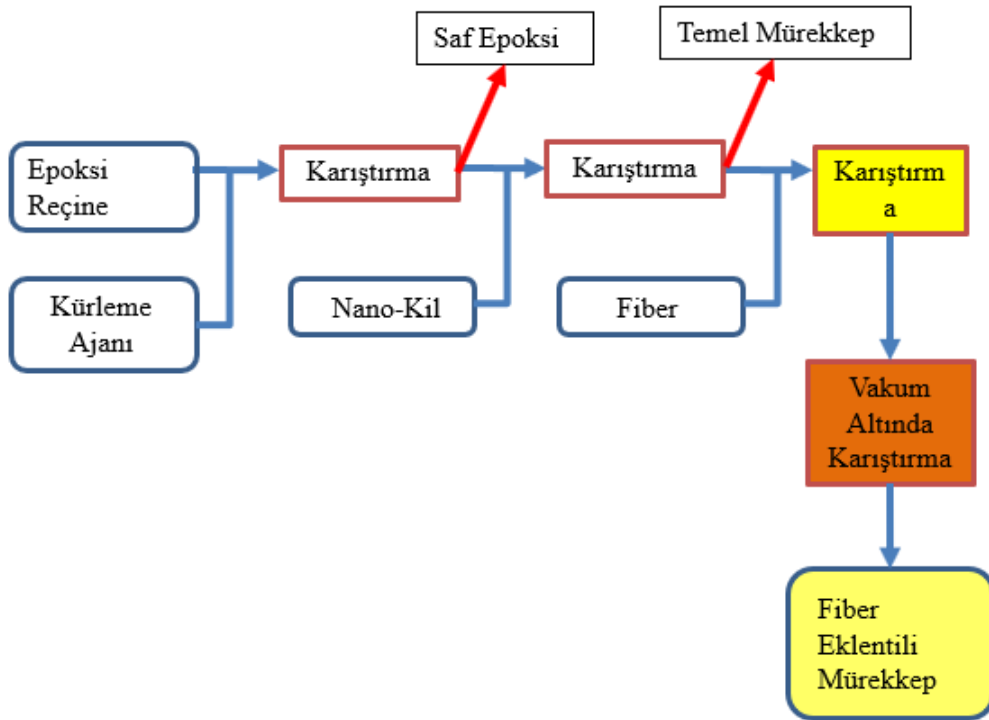 Saf Epoksi
Temel Mürekkep
Epoksi
Reçine
Karıştırma
Karıştırma
Karıştırm
a
Kürleme
Ajanı
Nano-Kil
Fiber
Vakum
Altında
Karıştırma
Fiber
Eklentili
Mürekkep